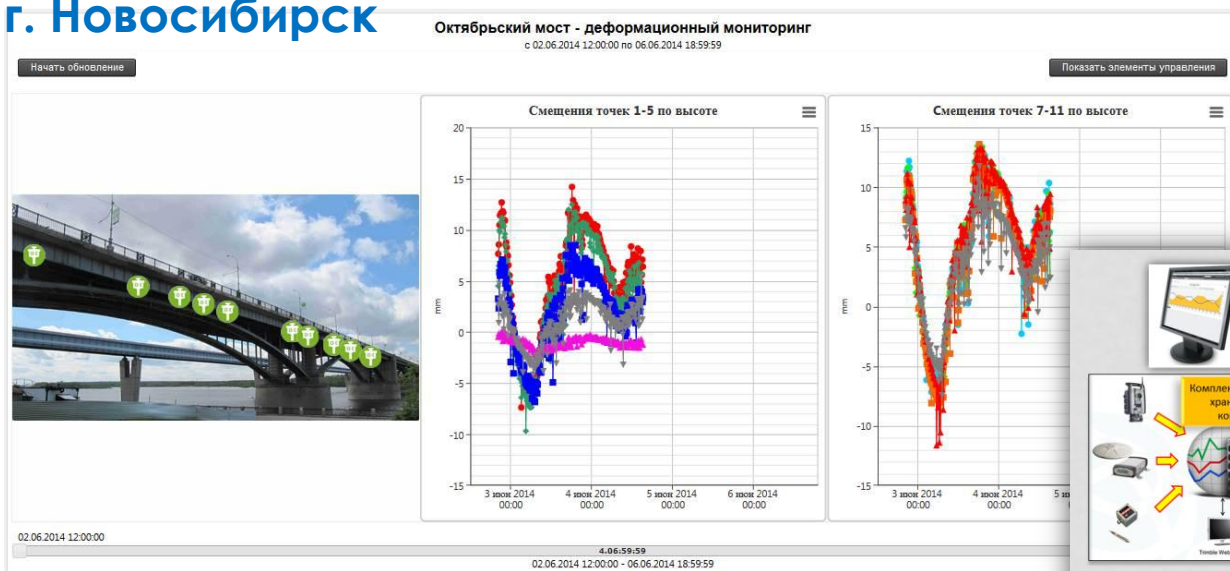 г. Новосибирск
Октябрьский мост - деформационный мониторинг
с 02.06.2014 12:00:00 по 06.06.2014 18:59:59
Начать обновление
Показать элементы управления
Смещения точек 1-5 по высоте
20
15
10
5
0
-5
-10
-15
mm
3 июн 2014
00:00
4 июн 2014
00:00
5 июн 2014
00:00
6 июн 2014
00:00
Смещения точек 7-11 по высоте
15
10
5
0
-5
-10
-15
mm
3 июн 2014
00:00
4 июн 2014
00:00
5
Trimble Web
02.06.2014 12:00:00
4.06:59:59
02.06.2014 12:00:00 - 06.06.2014 18:59:59